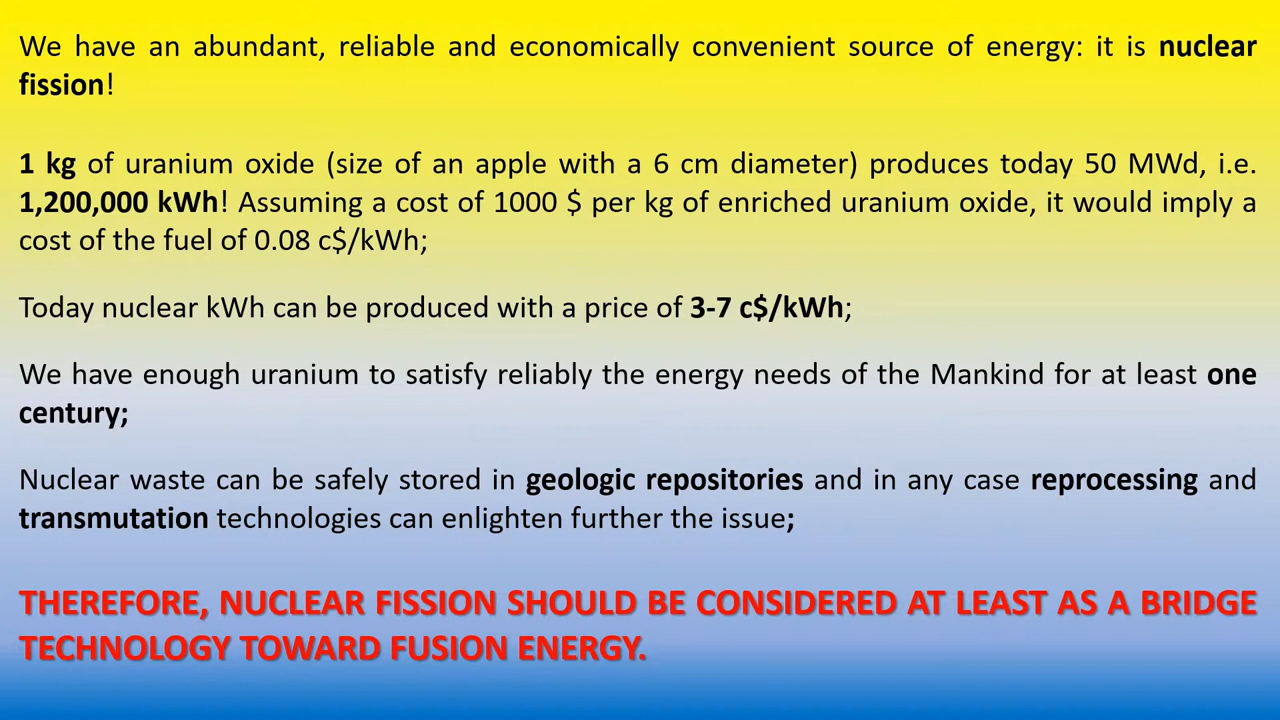 We have an abundant, reliable and economically convenient source of energy: it is nuclear
fission!
1 kg of uranium oxide (size of an apple with a 6 cm diameter) produces today 50 MWd, i.e.
1,200,000 kWh! Assuming a cost of 1000 $ per kg of enriched uranium oxide, it would imply a
cost of the fuel of 0.08 c$/kWh;
Today nuclear kWh can be produced with a price of 3-7 c$/kWh;
We have enough uranium to satisfy reliably the energy needs of the Mankind for at least one
century;
Nuclear waste can be safely stored in geologic repositories and in any case reprocessing and
transmutation technologies can enlighten further the issue;
THEREFORE, NUCLEAR FISSION SHOULD BE CONSIDERED AT LEAST AS A BRIDGE
TECHNOLOGY TOWARD FUSION ENERGY.